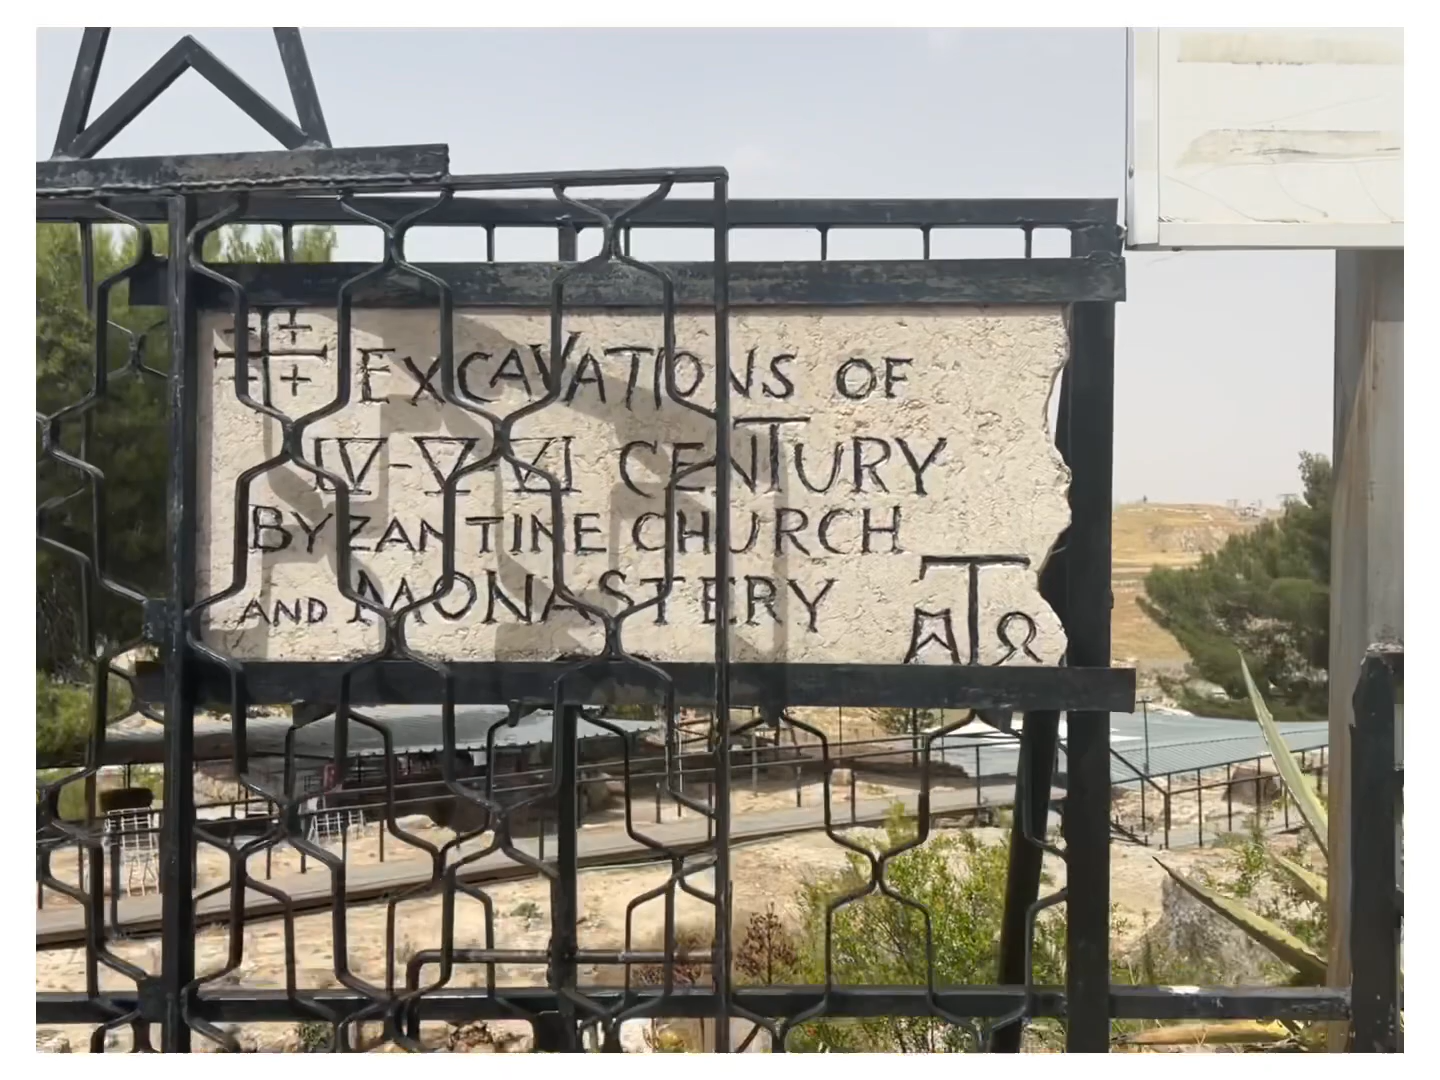 EXCAVATIONS OF
IV-V-VI CENTURY
BYZANTINE CHURCH
AND MONASTERY
A T Ω